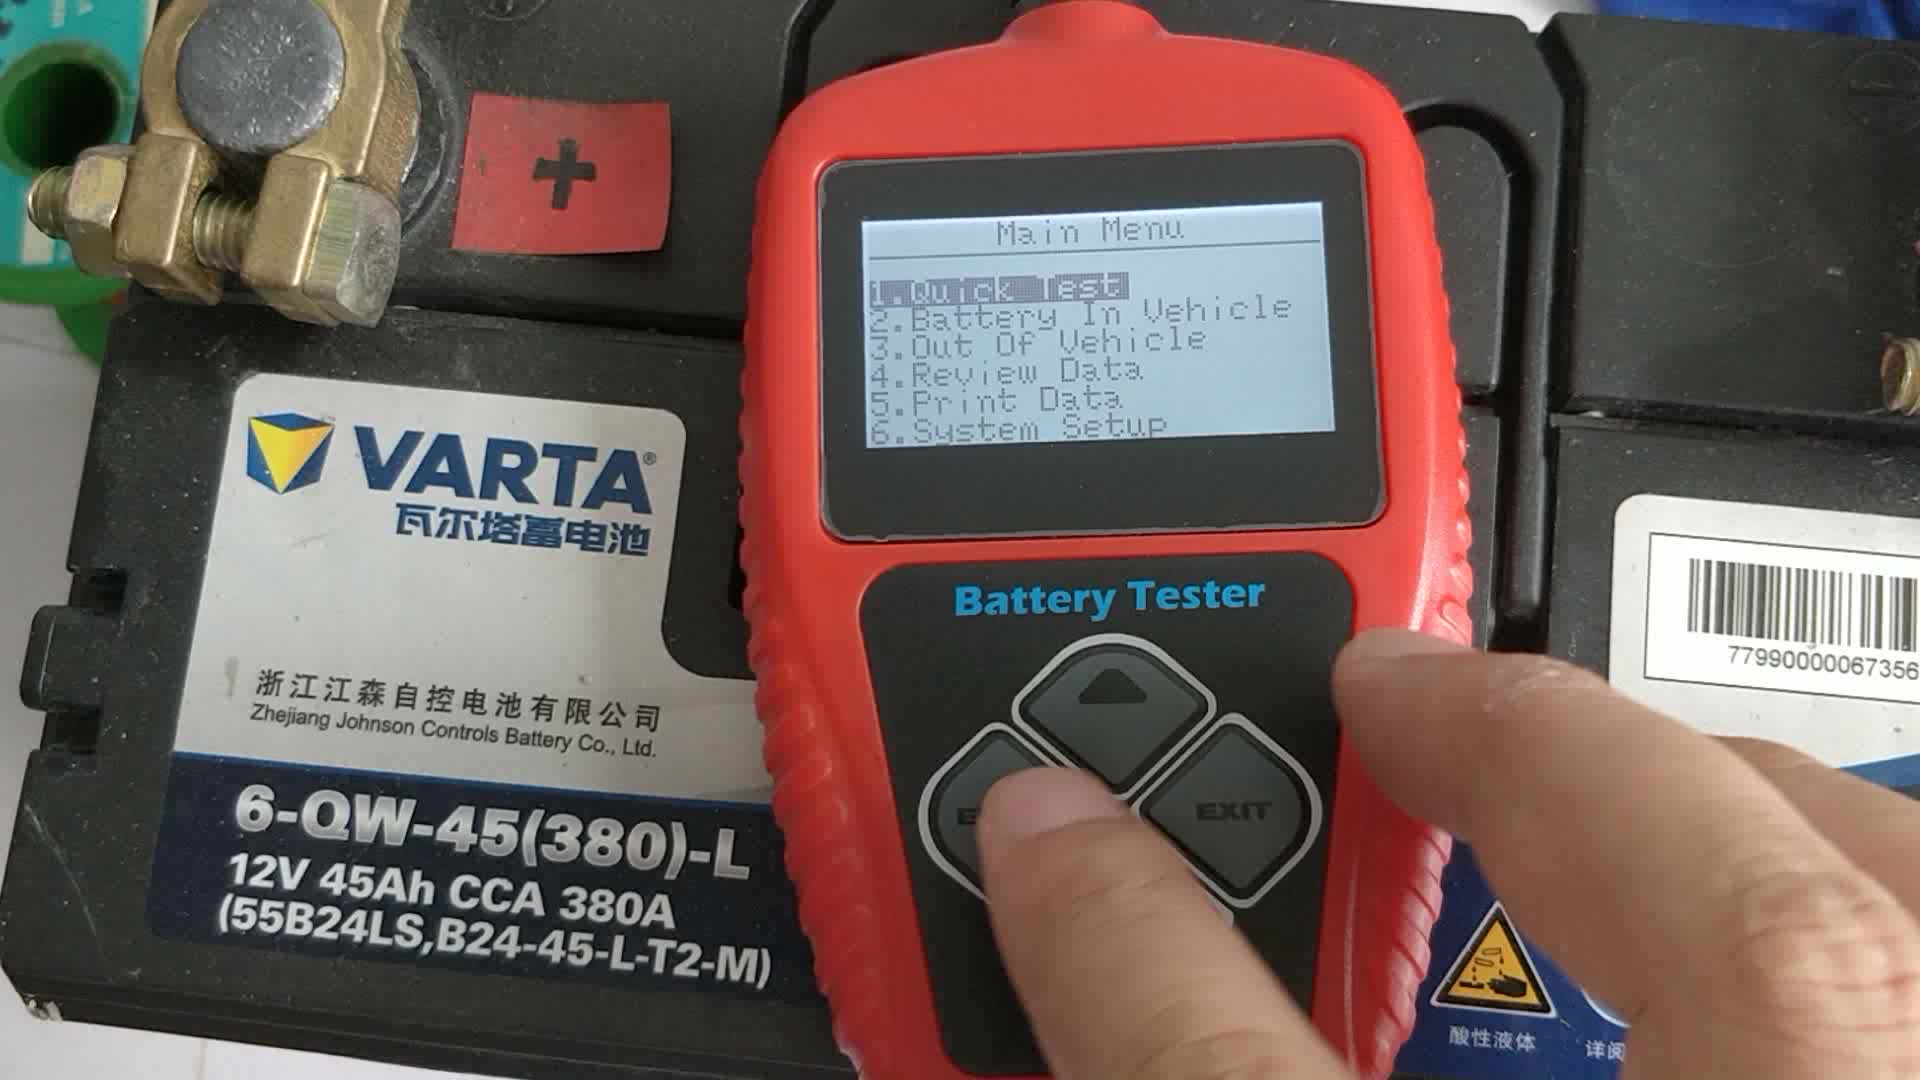 +
Main Menu
1.Quick Test
2.Battery In Vehicle
3.Out Of Vehicle
4.Review Data
5.Print Data
6.System Setup
Battery Tester
EXIT
VARTA®
瓦尔塔蓄电池
浙江江森自控电池有限公司
Zhejiang Johnson Controls Battery Co., Ltd.
6-QW-45(380)-L
12V 45Ah CCA 380A
(55B24LS,B24-45-L-T2-M)
77990000067356
酸性液体
详阅